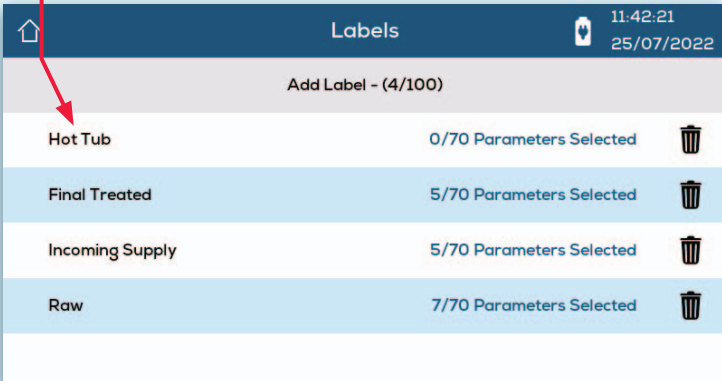 Labels
11:42:21
25/07/2022
Add Label - (4/100)
Hot Tub 0/70 Parameters Selected
Final Treated 5/70 Parameters Selected
Incoming Supply 5/70 Parameters Selected
Raw 7/70 Parameters Selected